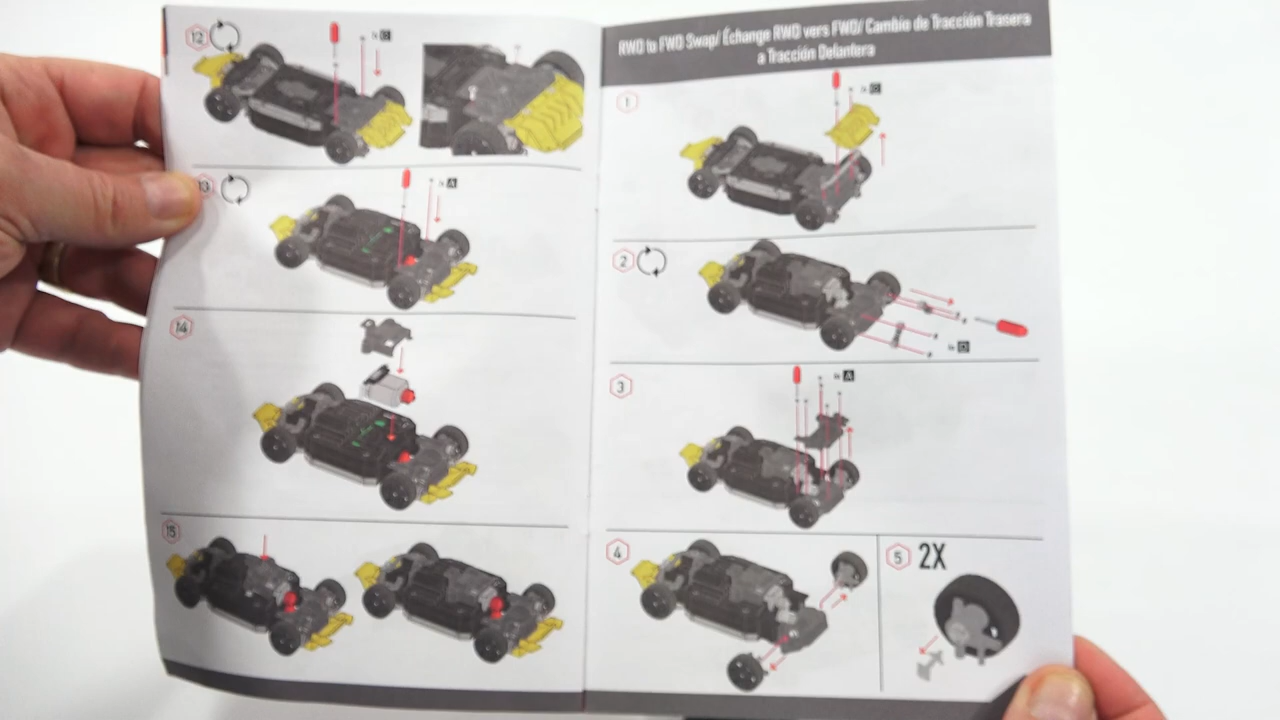 12
C
13
A
14
15
RWD to FWD Swap/ Échange RWD vers FWD/ Cambio de Tracción Trasera
a Tracción Delantera
1
C
2
D
3
A
4
5
2X